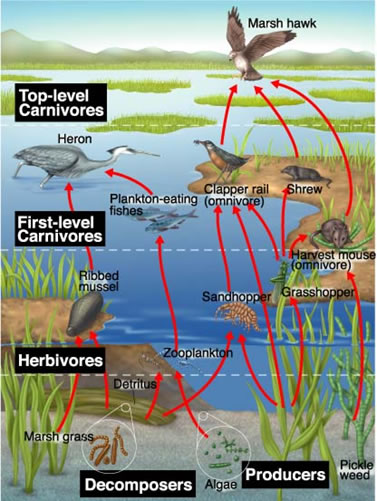 Marsh hawk
Top-level
Carnivores
Heron
Plankton-eating
fishes
Clapper rail
(omnivore)
Shrew
First-level
Carnivores
Harvest mouse
(omnivore)
Ribbed
mussel
Sandhopper
Grasshopper
Herbivores
Zooplankton
Detritus
Marsh grass
Decomposers
Algae
Producers
Pickle
weed